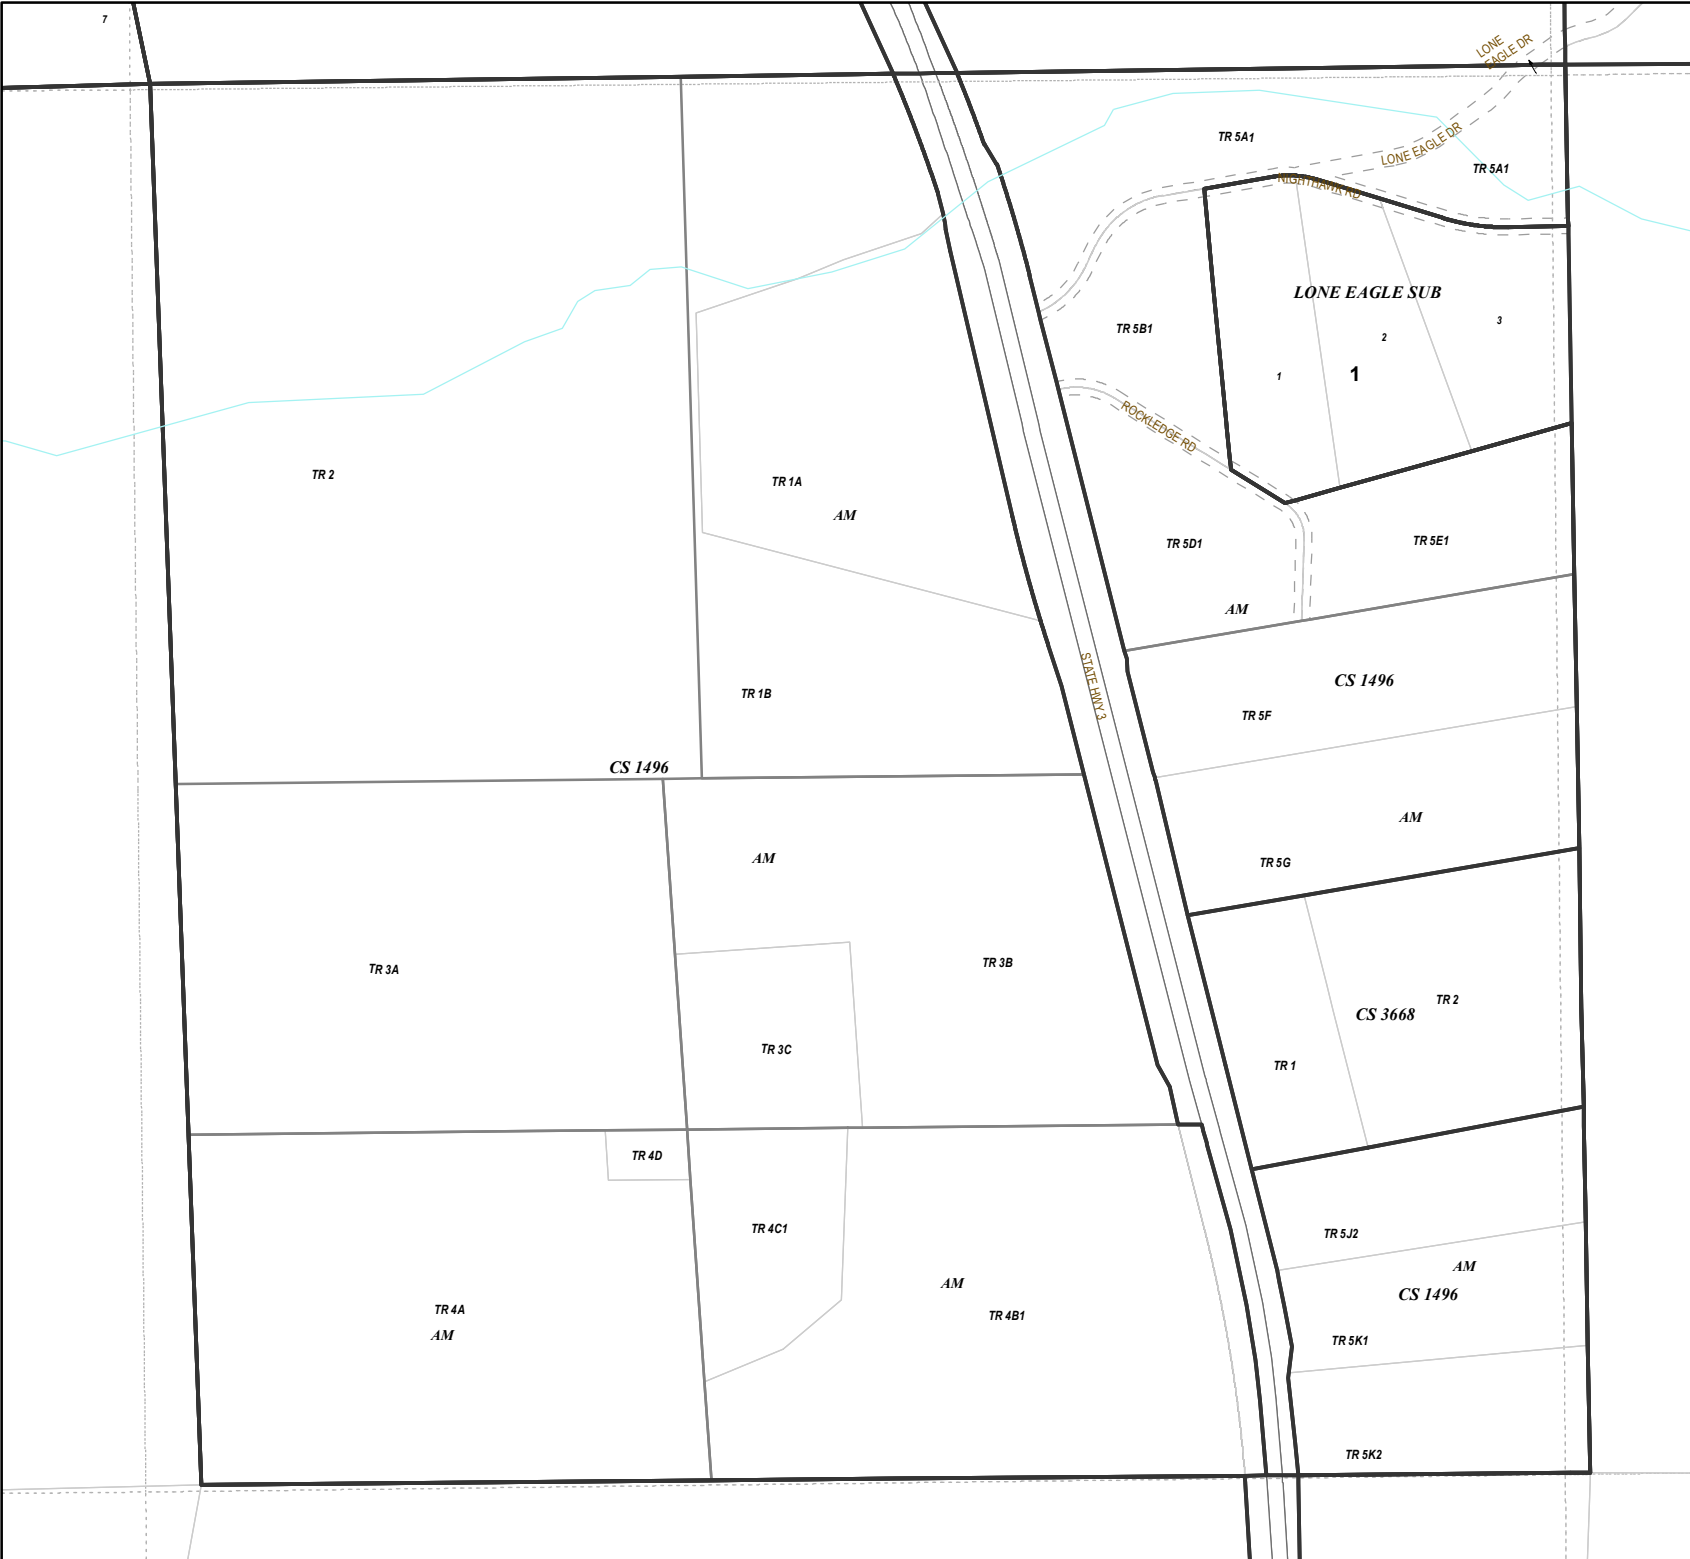 7
LONE
EAGLE DR
TR 5A1
LONE EAGLE DR
TR 5A1
NIGHTHAWK RD
LONE EAGLE SUB
3
TR 5B1
2
1
1
ROCKLEDGE RD
TR 2
TR 1A
AM
TR 5D1
TR 5E1
AM
STATE HWY 3
CS 1496
TR 1B
TR 5F
CS 1496
AM
AM
TR 5G
TR 3A
TR 3B
TR 2
CS 3668
TR 3C
TR 1
TR 4D
TR 4C1
TR 5J2
AM
AM
CS 1496
TR 4A
TR 4B1
AM
TR 5K1
TR 5K2